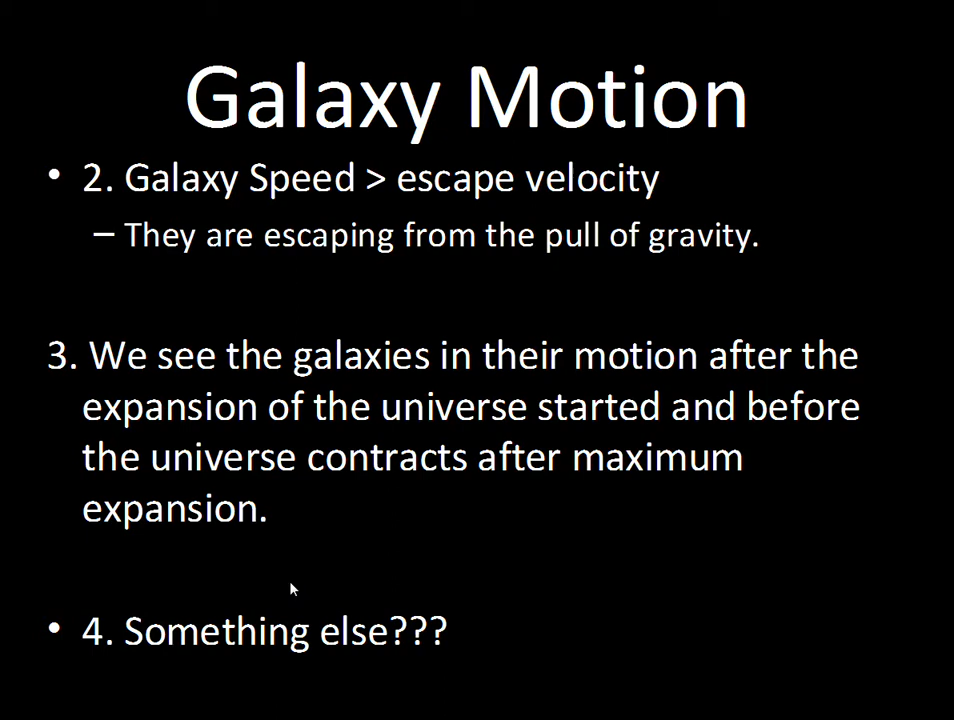 Galaxy Motion
• 2. Galaxy Speed > escape velocity
– They are escaping from the pull of gravity.
3. We see the galaxies in their motion after the
expansion of the universe started and before
the universe contracts after maximum
expansion.
• 4. Something else???